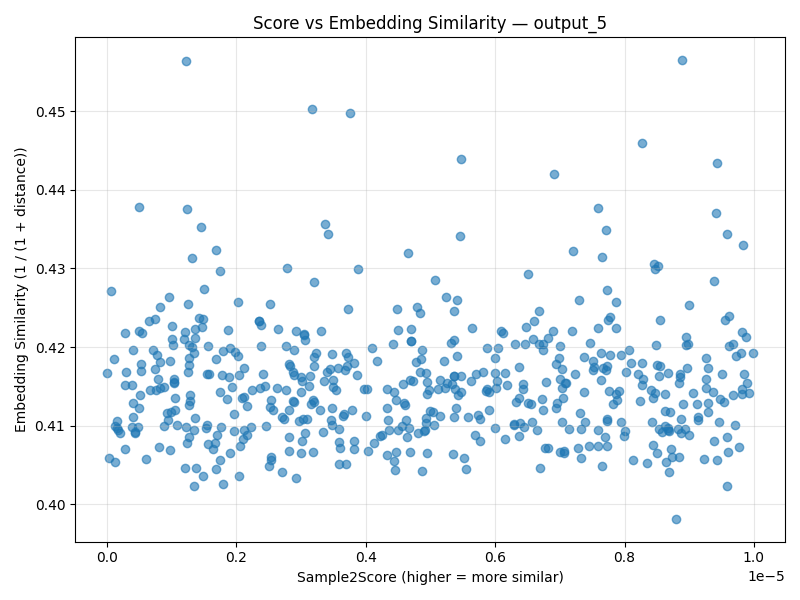 Score vs Embedding Similarity — output_5
Embedding Similarity (1 / (1 + distance))
0.45
0.44
0.43
0.42
0.41
0.40
0.0 0.2 0.4 0.6 0.8 1.0
1e−5
Sample2Score (higher = more similar)